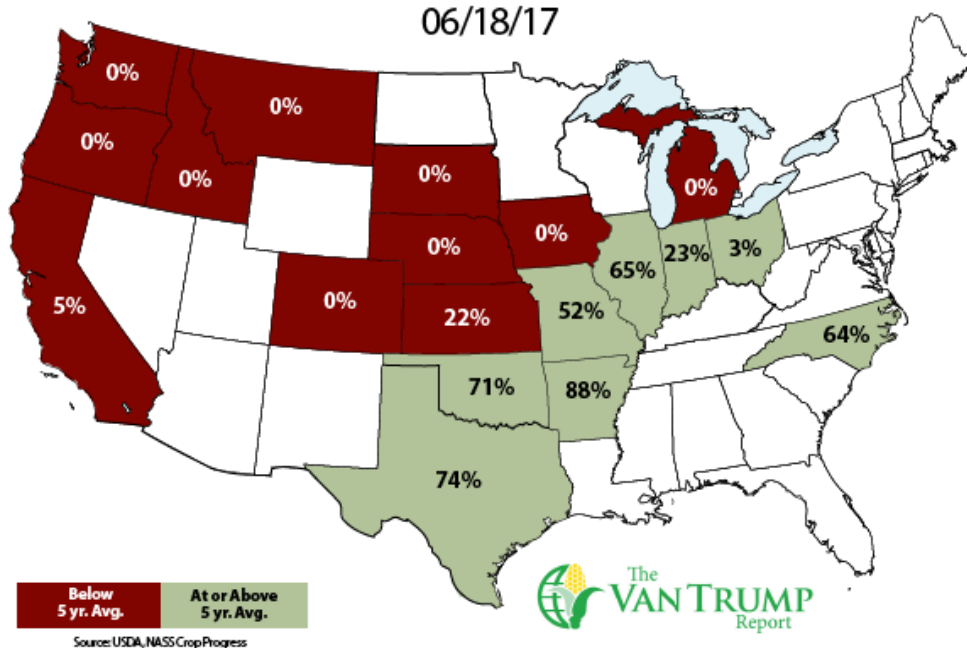 06/18/17
0%
0%
0%
0%
0%
0%
0%
0%
0%
5%
0%
22%
65%
23%
3%
52%
64%
71%
88%
74%
Below
5 yr. Avg.
At or Above
5 yr. Avg.
Source: USDA, NASS Crop Progress
The
VAN TRUMP
Report